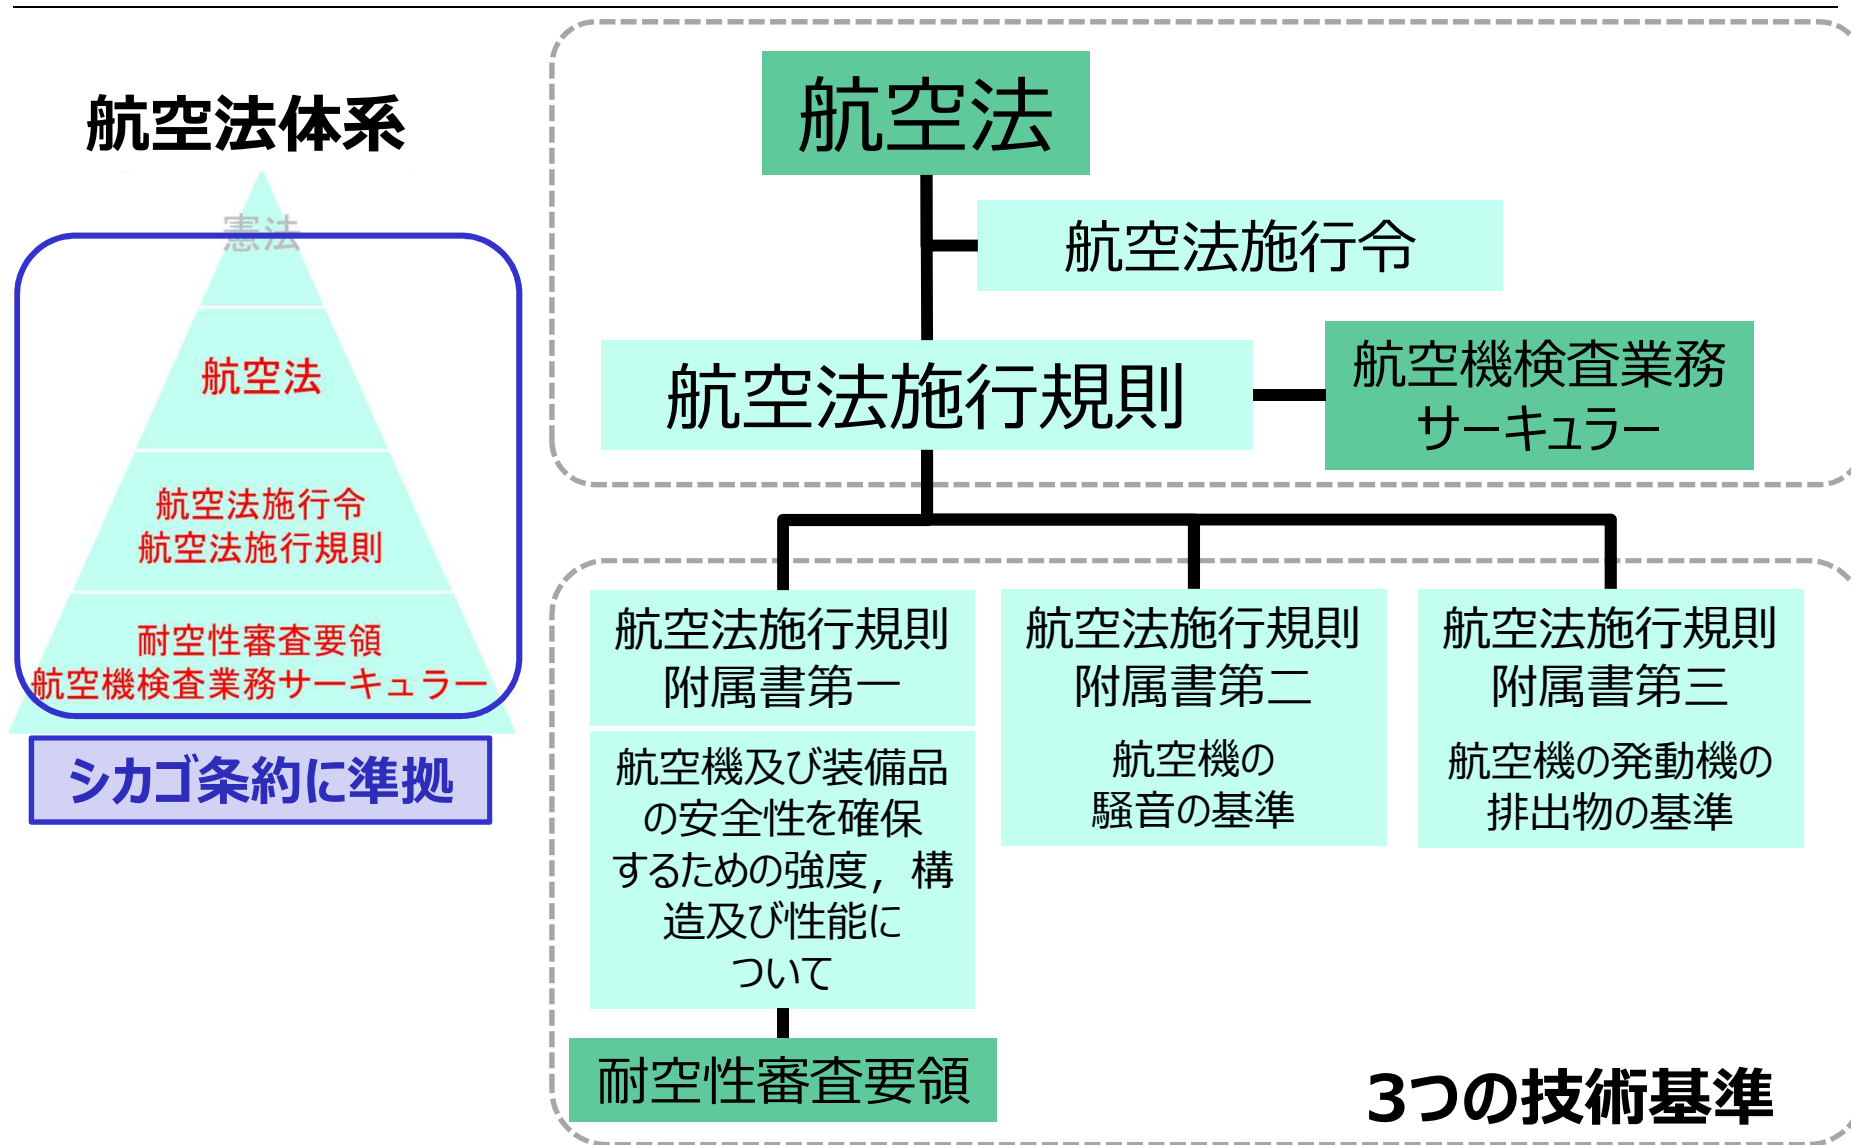 航空法体系
憲法
航空法
航空法施行令
航空法施行規則
耐空性審査要領
航空機検査業務サーキュラー
シカゴ条約に準拠
航空法
航空法施行令
航空法施行規則
航空機検査業務
サーキュラー
航空法施行規則
附属書第一
航空機及び装備品
の安全性を確保
するための強度，構
造及び性能に
ついて
耐空性審査要領
航空法施行規則
附属書第二
航空機の
騒音の基準
航空法施行規則
附属書第三
航空機の発動機の
排出物の基準
3つの技術基準